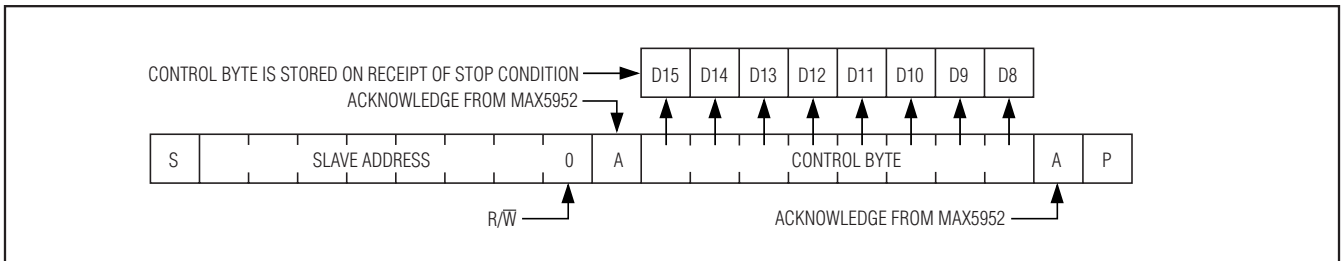 CONTROL BYTE IS STORED ON RECEIPT OF STOP CONDITION
D15 D14 D13 D12 D11 D10 D9 D8
ACKNOWLEDGE FROM MAX5952
S SLAVE ADDRESS 0 A CONTROL BYTE A P
R/W̅ ACKNOWLEDGE FROM MAX5952